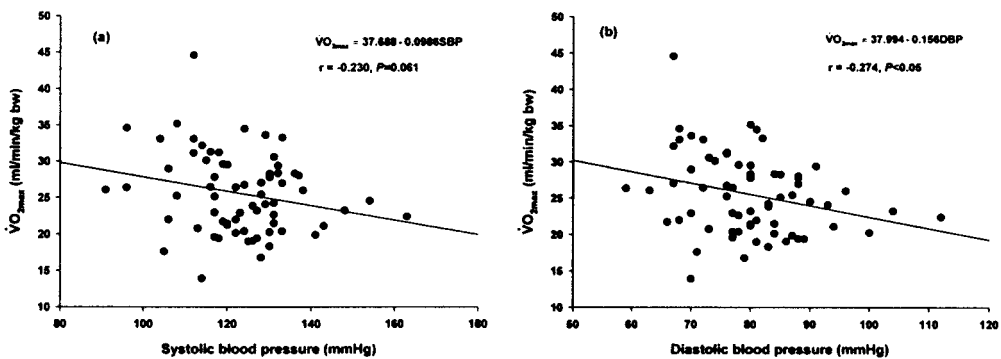 (a)
V̇O2max = 37.688 - 0.0986SBP
r = -0.230, P=0.061
V̇O2max (ml/min/kg bw)
50
45
40
35
30
25
20
15
10
80 100 120 140 160 180
Systolic blood pressure (mmHg)
(b)
V̇O2max = 37.994 - 0.156DBP
r = -0.274, P<0.05
V̇O2max (ml/min/kg bw)
50
45
40
35
30
25
20
15
10
50 60 70 80 90 100 110 120
Diastolic blood pressure (mmHg)